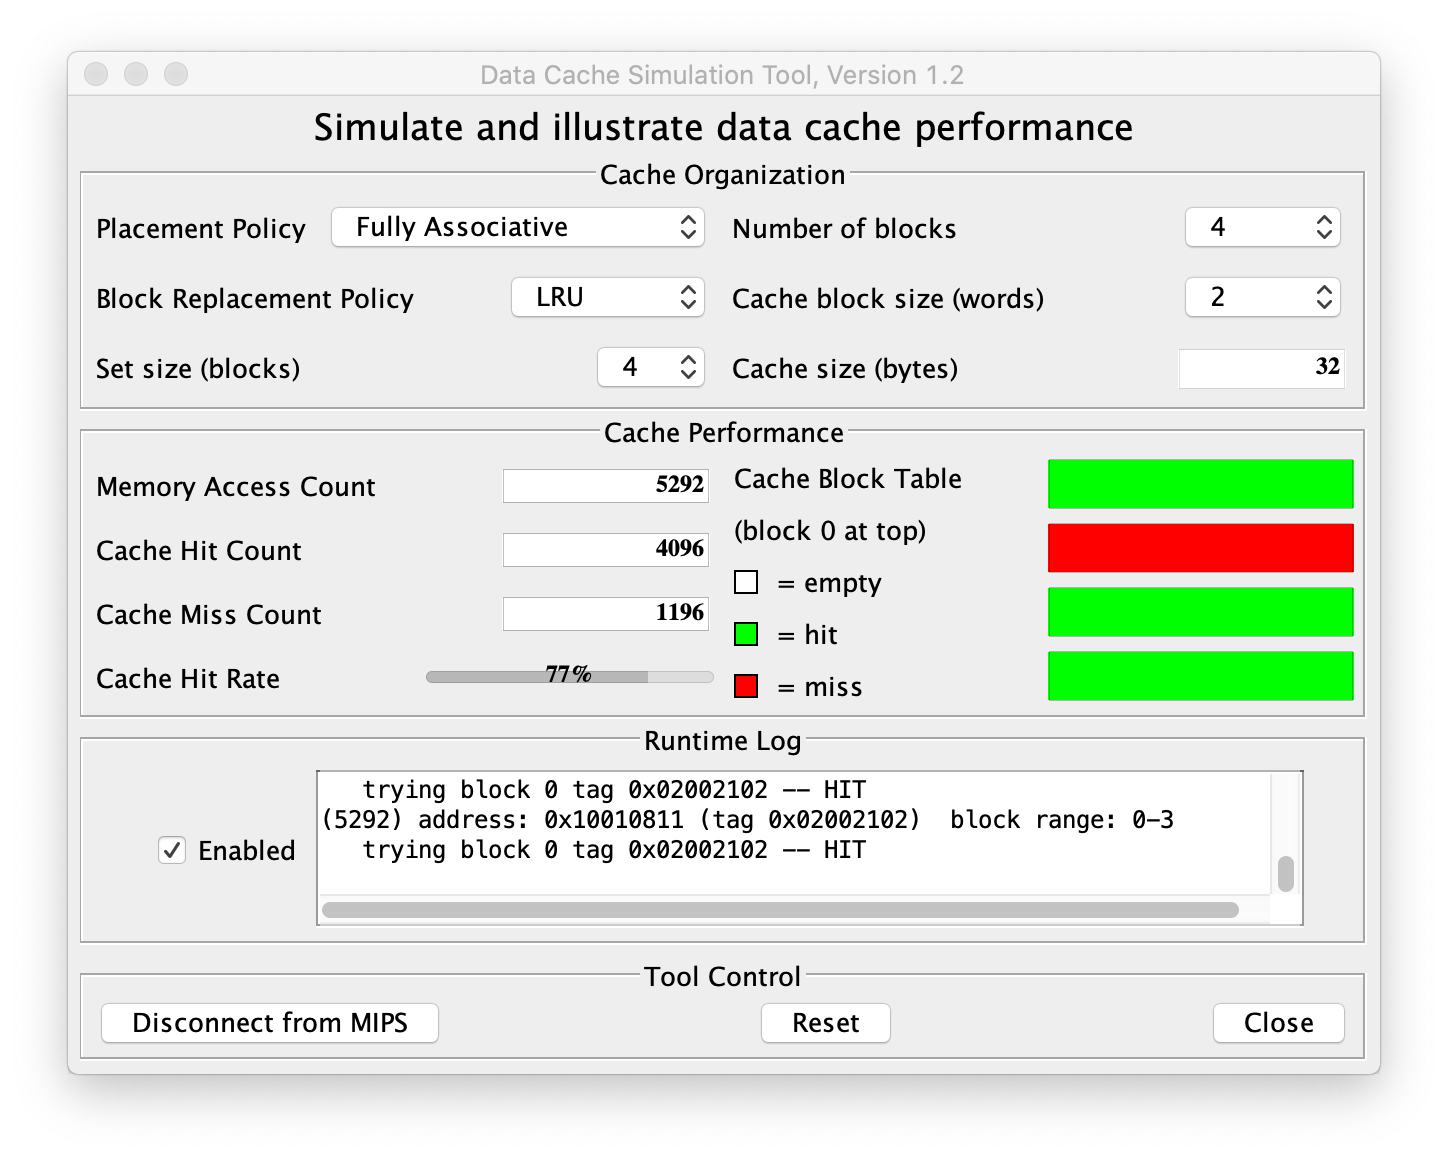 Data Cache Simulation Tool, Version 1.2
Simulate and illustrate data cache performance
Cache Organization
Placement Policy Fully Associative Number of blocks 4
Block Replacement Policy LRU Cache block size (words) 2
Set size (blocks) 4 Cache size (bytes) 32
Cache Performance
Memory Access Count 5292
Cache Hit Count 4096
Cache Miss Count 1196
Cache Hit Rate 77%
Cache Block Table
(block 0 at top)
= empty
= hit
= miss
Runtime Log
Enabled
trying block 0 tag 0x02002102 -- HIT
(5292) address: 0x10010811 (tag 0x02002102) block range: 0-3
trying block 0 tag 0x02002102 -- HIT
Tool Control
Disconnect from MIPS Reset Close